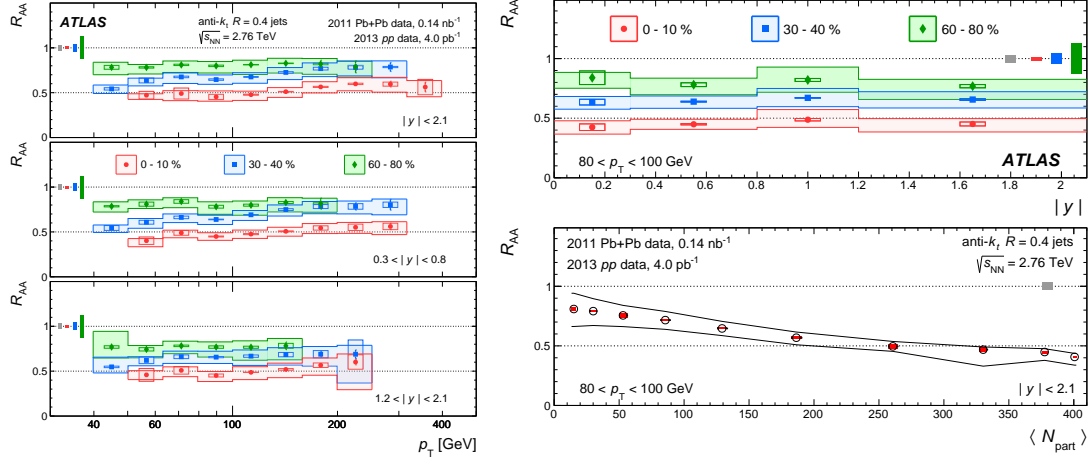 R_AA
ATLAS
anti-k_t R = 0.4 jets
√s_NN = 2.76 TeV
2011 Pb+Pb data, 0.14 nb⁻¹
2013 pp data, 4.0 pb⁻¹
1
0.5
0
| y | < 2.1
R_AA
0 - 10 %
30 - 40 %
60 - 80 %
1
0.5
0
0.3 < | y | < 0.8
R_AA
1
0.5
0
1.2 < | y | < 2.1
40 60 100 200 400
p_T [GeV]
R_AA
0 - 10 %
30 - 40 %
60 - 80 %
1
0.5
0
80 < p_T < 100 GeV
ATLAS
0 0.2 0.4 0.6 0.8 1 1.2 1.4 1.6 1.8 2
| y |
R_AA
2011 Pb+Pb data, 0.14 nb⁻¹
2013 pp data, 4.0 pb⁻¹
anti-k_t R = 0.4 jets
√s_NN = 2.76 TeV
1
0.5
0
80 < p_T < 100 GeV
| y | < 2.1
0 50 100 150 200 250 300 350 400
⟨ N_part ⟩